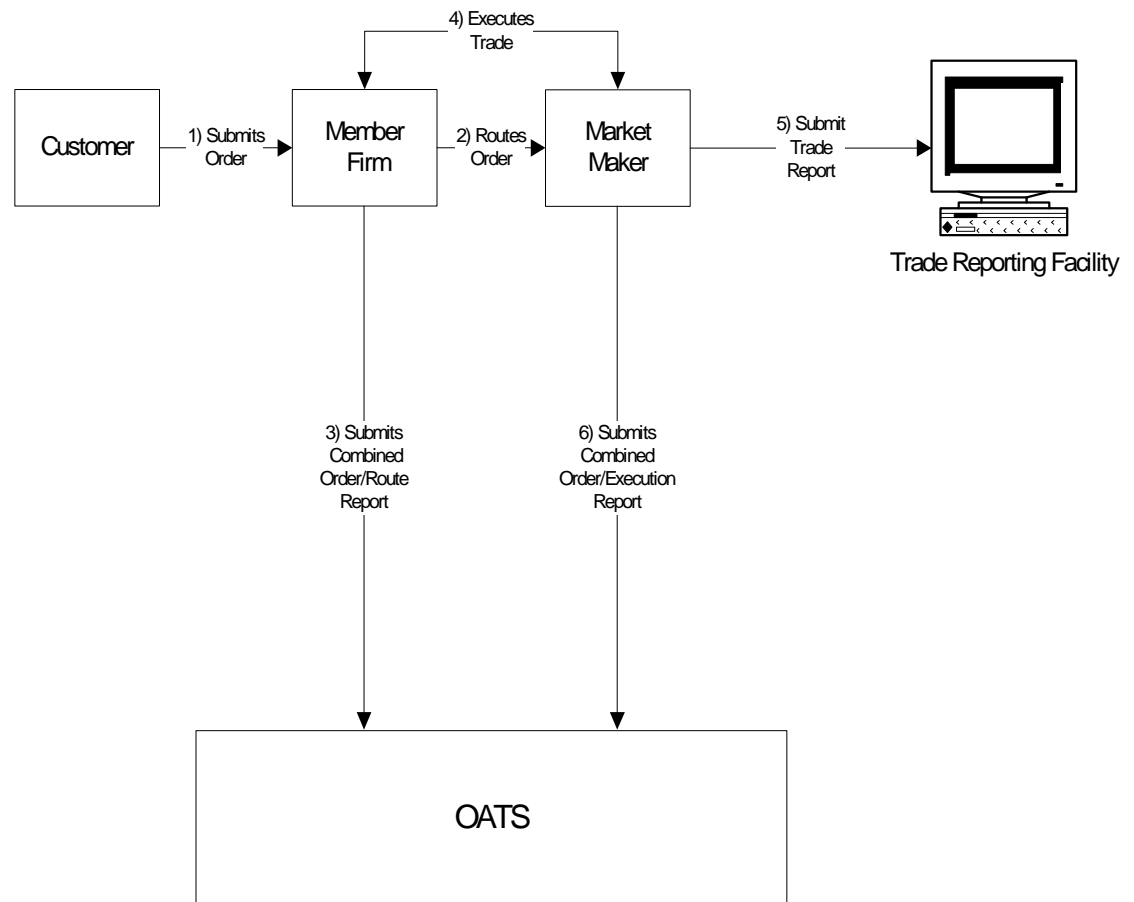 4) Executes
Trade
Customer
1) Submits
Order
Member
Firm
2) Routes
Order
Market
Maker
5) Submit
Trade
Report
Trade Reporting Facility
3) Submits
Combined
Order/Route
Report
6) Submits
Combined
Order/Execution
Report
OATS